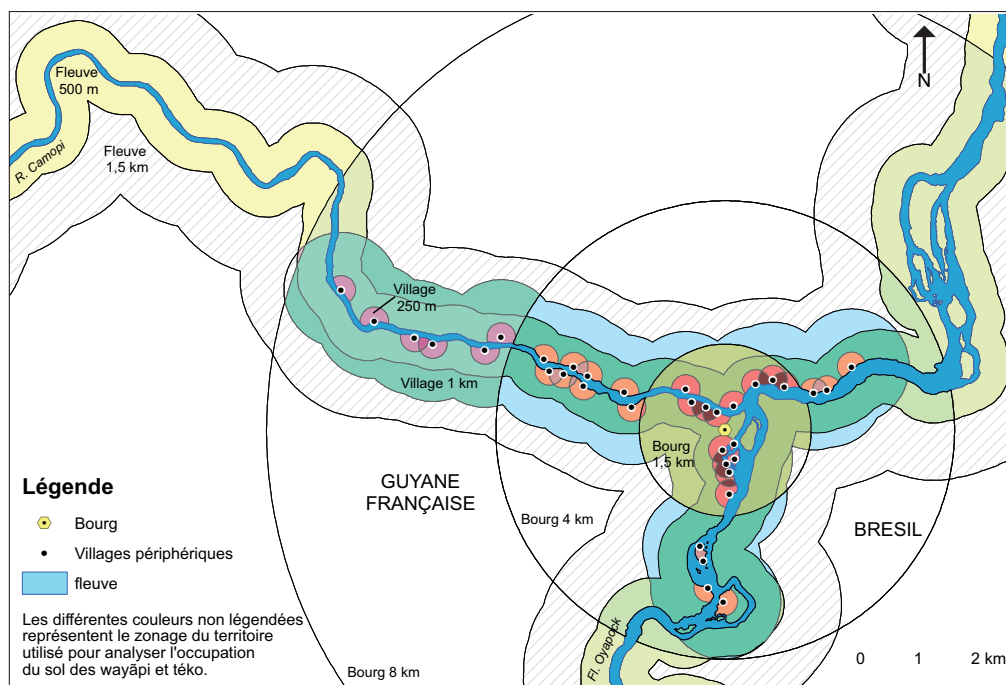 Fleuve
500 m
N
R. Camopi
Fleuve
1,5 km
Village
250 m
Village 1 km
Bourg
1,5 km
GUYANE
FRANÇAISE
Bourg 4 km
BRESIL
Légende
Bourg
Villages périphériques
fleuve
Les différentes couleurs non légendées
représentent le zonage du territoire
utilisé pour analyser l'occupation
du sol des wayãpi et téko.
Bourg 8 km
Fl. Oyapock
0 1 2 km